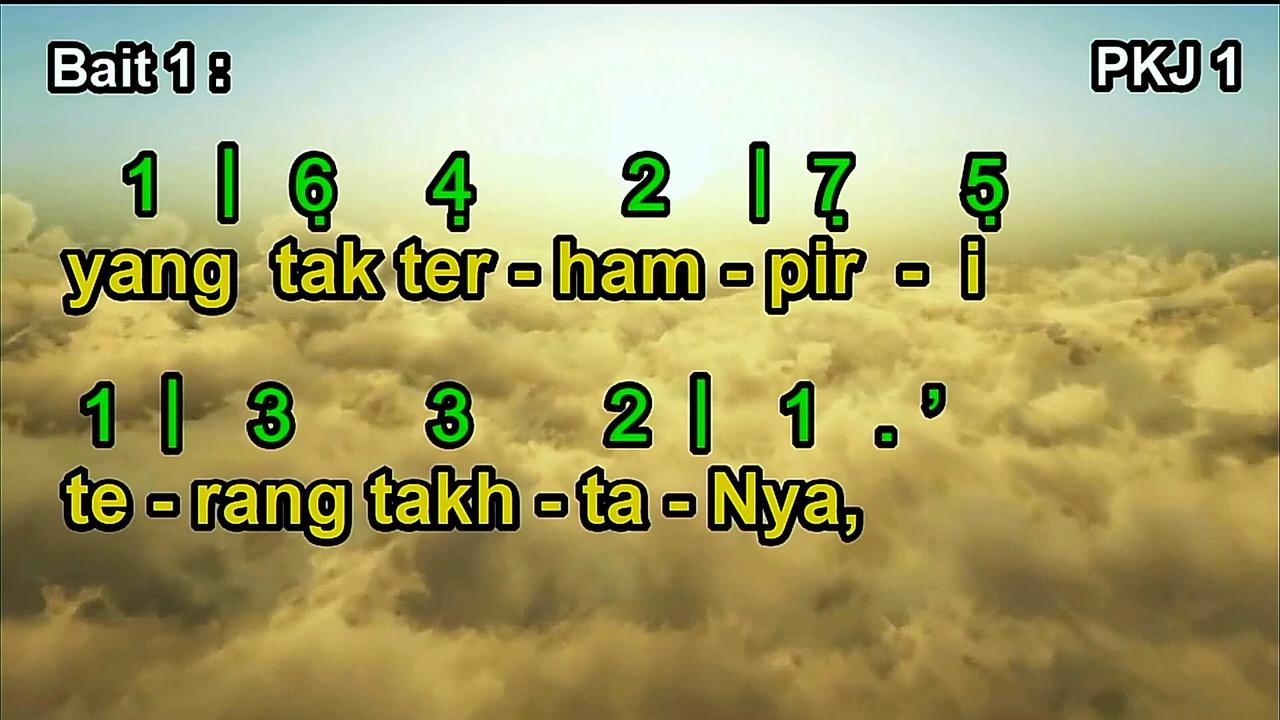 Bait 1 : PKJ 1
1 | 6̣ 4̣ 2 | 7̣ 5̣
yang tak ter - ham - pir - i
1 | 3 3 2 | 1 . ’
te - rang takh - ta - Nya,